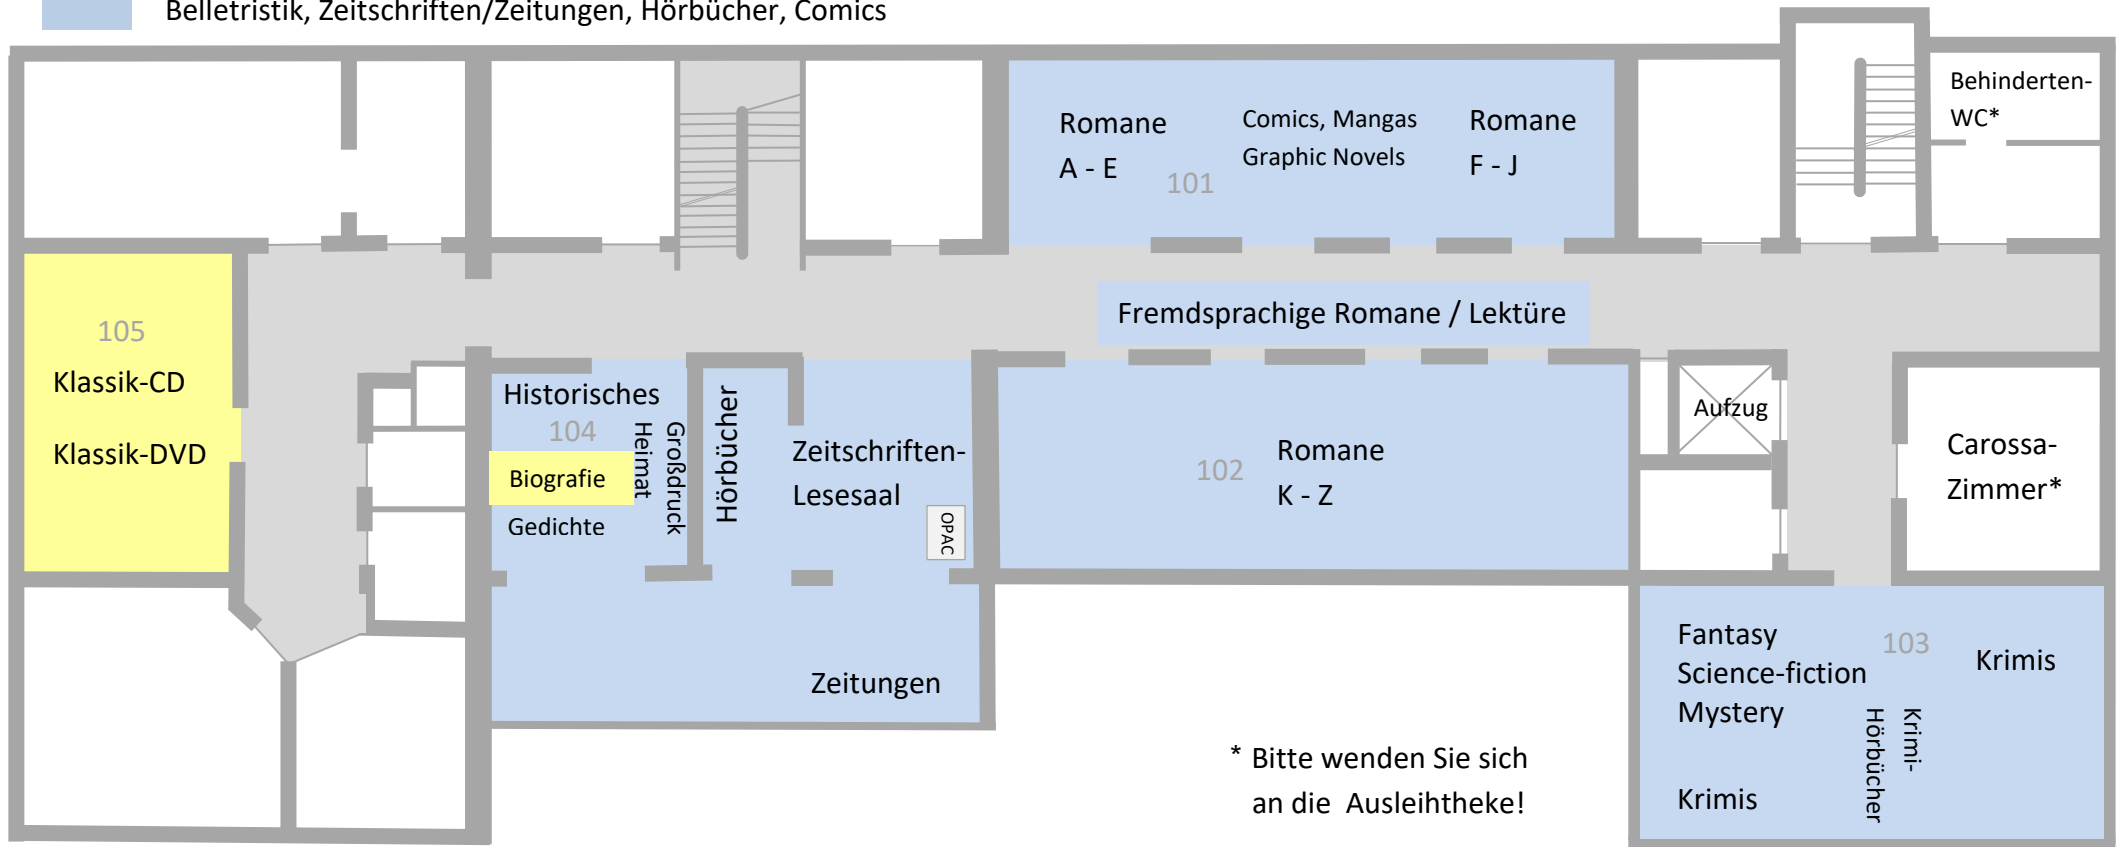 Belletristik, Zeitschriften/Zeitungen, Hörbücher, Comics
Romane
A - E
101
Comics, Mangas
Graphic Novels
Romane
F - J
Behinderten-
WC*
Fremdsprachige Romane / Lektüre
105
Klassik-CD
Klassik-DVD
Historisches
104
Biografie
Gedichte
Heimat
Großdruck
Hörbücher
Zeitschriften-
Lesesaal
OPAC
Zeitungen
102
Romane
K - Z
Aufzug
Carossa-
Zimmer*
Fantasy
Science-fiction
Mystery
103
Krimis
Krimi-
Hörbücher
Krimis
* Bitte wenden Sie sich
an die Ausleihtheke!